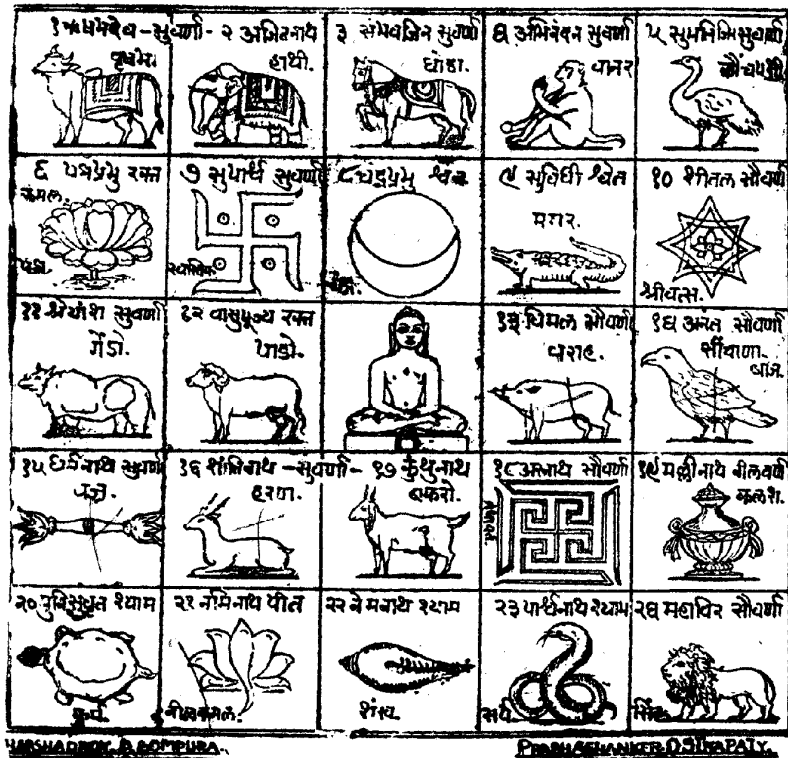 १ ऋषभदेव - सुवर्ण - २ अजितनाथ
३ संभवजिन सुवर्ण
४ अभिनंदन सुवर्ण
५ सुमतिजिन सुवर्ण
वृषभ.
हाथी.
घोडा.
वानर
क्रौंचपक्षी
६ पद्मप्रभु रक्त
७ सुपार्श्व सुवर्ण
८ चंद्रप्रभु श्वेत
९ सुविधी श्वेत
१० शीतल सौवर्ण
कमल.
स्वस्तिक
मगर.
श्रीवत्स.
११ श्रेयांश सुवर्ण
१२ वासुपूज्य रक्त
१३ विमल सौवर्ण
१४ अनंत सौवर्ण
गेंडा.
पाडो.
वराह.
सींचाणा.
बाज
१५ धर्मनाथ सुवर्ण
१६ शांतिनाथ - सुवर्ण - १७ कुंथुनाथ
१८ अरनाथ सौवर्ण
१९ मल्लीनाथ नीलवर्ण
वज्र.
हरण.
बकरो.
कलश.
२० मुनिसुव्रत श्याम
२१ नमिनाथ पीत
२२ नेमनाथ श्याम
२३ पार्श्वनाथ श्याम
२४ महाविर सौवर्ण
कूर्म
नीलकमल.
शंख.
सर्प.
सिंह.
HARSHADROY. D. SOMPURA.
PRABHASHANKER. O. STHAPATY.